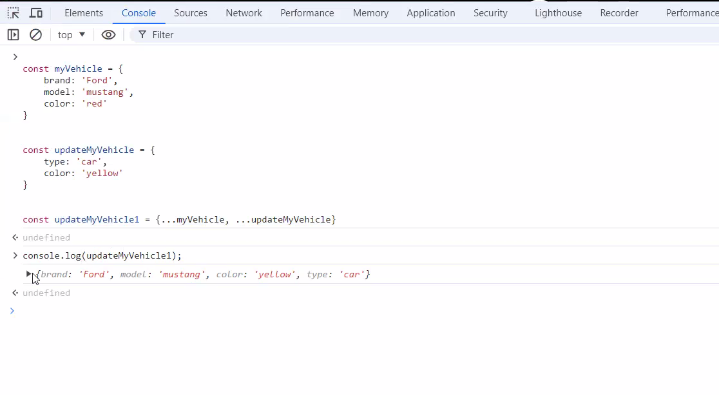 Elements Console Sources Network Performance Memory Application Security Lighthouse Recorder Performance
top Filter
const myVehicle = {
    brand: 'Ford',
    model: 'mustang',
    color: 'red'
}
const updateMyVehicle = {
    type: 'car',
    color: 'yellow'
}
const updateMyVehicle1 = {...myVehicle, ...updateMyVehicle}
undefined
console.log(updateMyVehicle1);
{brand: 'Ford', model: 'mustang', color: 'yellow', type: 'car'}
undefined